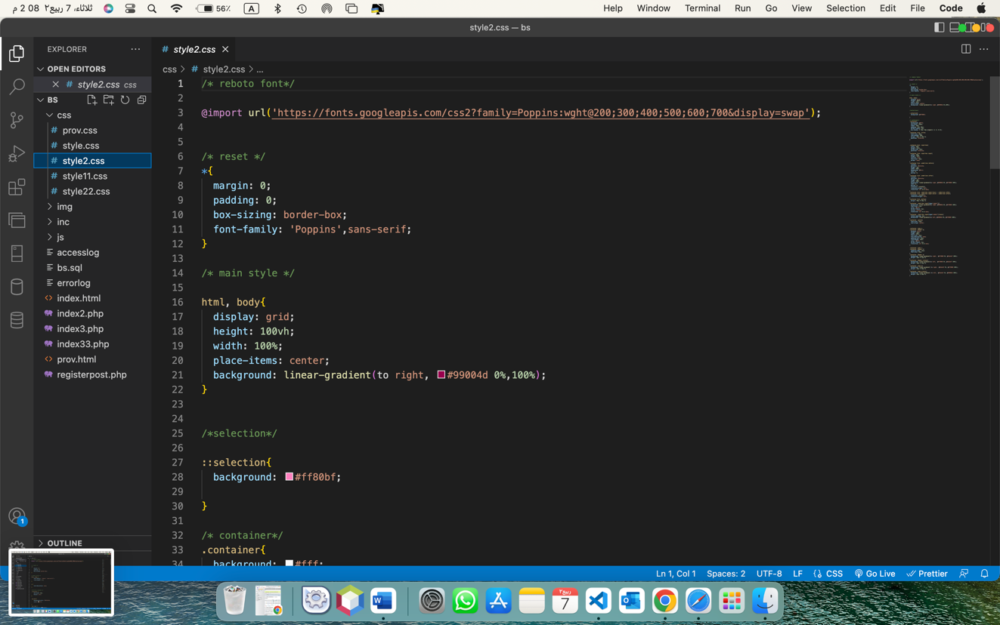 ثلاثاء، 7 ربيع٢ 08 2 م
56%
A
Help Window Terminal Run Go View Selection Edit File Code
style2.css — bs
EXPLORER
OPEN EDITORS
# style2.css css
BS
css
# prov.css
# style.css
# style2.css
# style11.css
# style22.css
img
inc
js
accesslog
bs.sql
errorlog
<> index.html
index2.php
index3.php
index33.php
<> prov.html
registerpost.php
OUTLINE
# style2.css
css > # style2.css > ...
1 /* reboto font*/
2
3 @import url('https://fonts.googleapis.com/css2?family=Poppins:wght@200;300;400;500;600;700&display=swap');
4
5
6 /* reset */
7 *{
8 margin: 0;
9 padding: 0;
10 box-sizing: border-box;
11 font-family: 'Poppins',sans-serif;
12 }
13
14 /* main style */
15
16 html, body{
17 display: grid;
18 height: 100vh;
19 width: 100%;
20 place-items: center;
21 background: linear-gradient(to right, #99004d 0%,100%);
22 }
23
24
25 /*selection*/
26
27 ::selection{
28 background: #ff80bf;
29
30 }
31
32 /* container*/
33 .container{
34 background: #fff;
1
Ln 1, Col 1 Spaces: 2 UTF-8 LF {} CSS Go Live Prettier
W
7